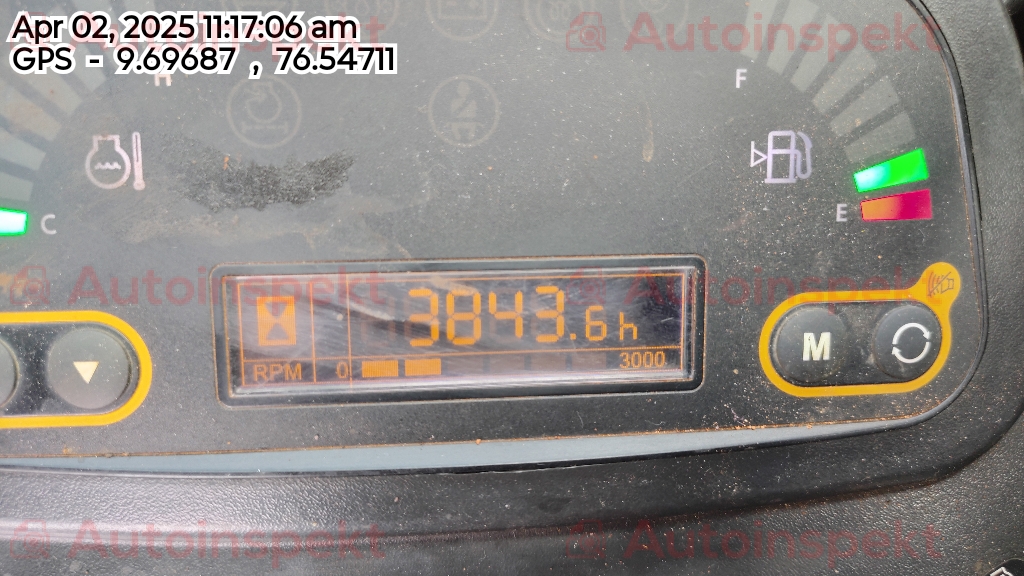 Apr 02, 2025 11:17:06 am
GPS - 9.69687 , 76.54711
Autoinspekt Autoinspekt
H F
C E
Autoinspekt Autoinspekt
3843.6 h
M
RPM 0 3000
Autoinspekt Autoinspekt